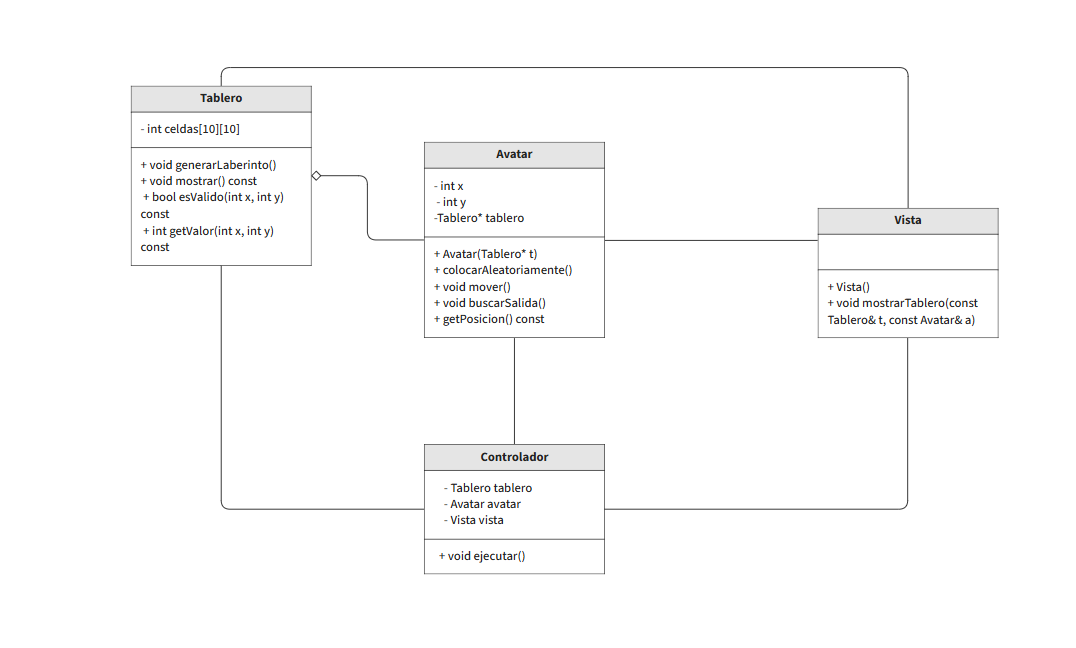 Tablero
- int celdas[10][10]
+ void generarLaberinto()
+ void mostrar() const
+ bool esValido(int x, int y)
const
+ int getValor(int x, int y)
const
Avatar
- int x
- int y
-Tablero* tablero
+ Avatar(Tablero* t)
+ colocarAleatoriamente()
+ void mover()
+ void buscarSalida()
+ getPosicion() const
Vista
+ Vista()
+ void mostrarTablero(const
Tablero& t, const Avatar& a)
Controlador
- Tablero tablero
- Avatar avatar
- Vista vista
+ void ejecutar()